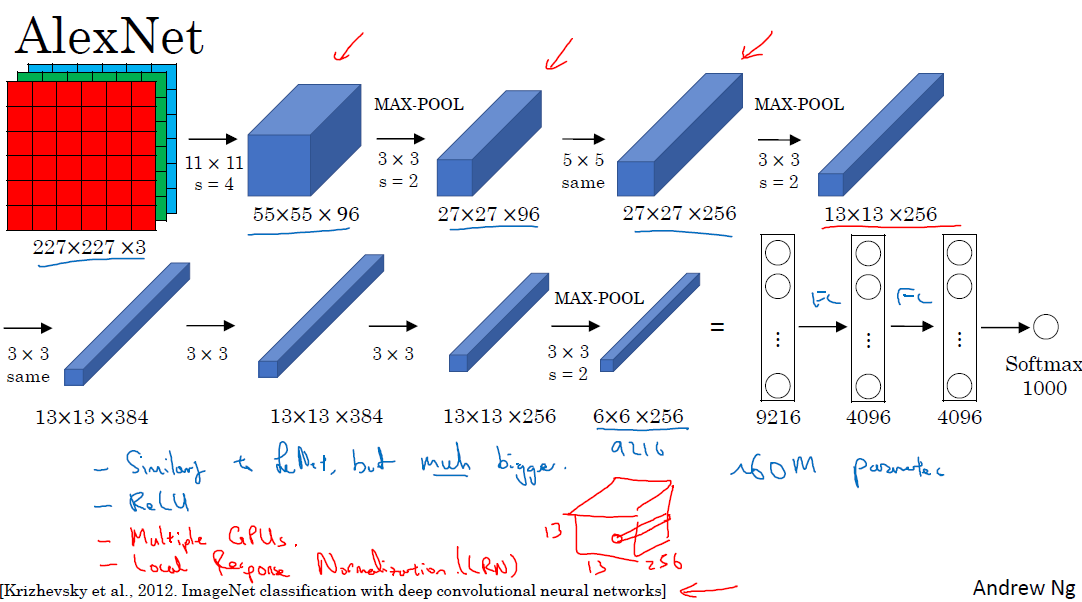 AlexNet
MAX-POOL
MAX-POOL
11 × 11
s = 4
3 × 3
s = 2
5 × 5
same
3 × 3
s = 2
55×55 × 96
27×27 ×96
27×27 ×256
13×13 ×256
227×227 ×3
MAX-POOL
FC
FC
=
3 × 3
same
3 × 3
3 × 3
3 × 3
s = 2
⋮
⋮
⋮
Softmax
1000
13×13 ×384
13×13 ×384
13×13 ×256
6×6 ×256
9216
4096
4096
9216
- Similary to LeNet, but much bigger.
~60M parameter
- ReLU
- Multiple GPUs.
13
13
256
- Local Response Normalization (LRN)
[Krizhevsky et al., 2012. ImageNet classification with deep convolutional neural networks]
Andrew Ng